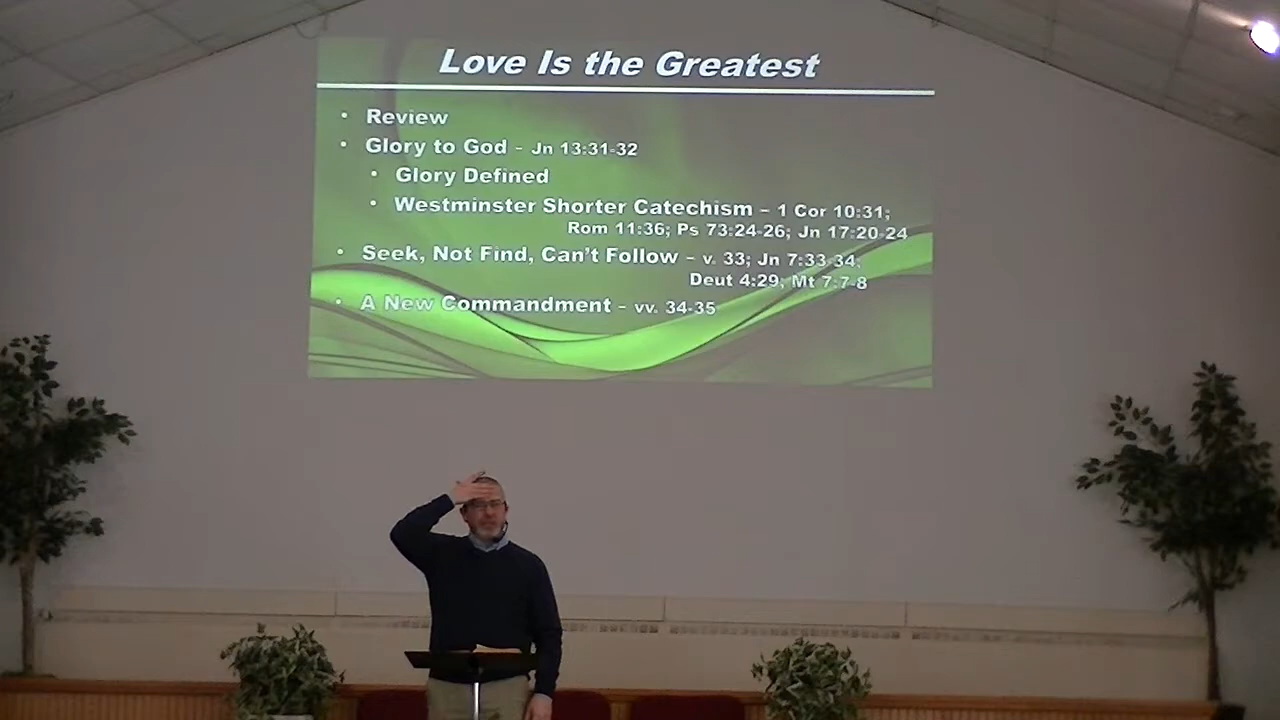 Love Is the Greatest
• Review
• Glory to God – Jn 13:31-32
• Glory Defined
• Westminster Shorter Catechism – 1 Cor 10:31;
Rom 11:36; Ps 73:24-26; Jn 17:20-24
• Seek, Not Find, Can't Follow – v. 33; Jn 7:33-34;
Deut 4:29; Mt 7:7-8
• A New Commandment – vv. 34-35